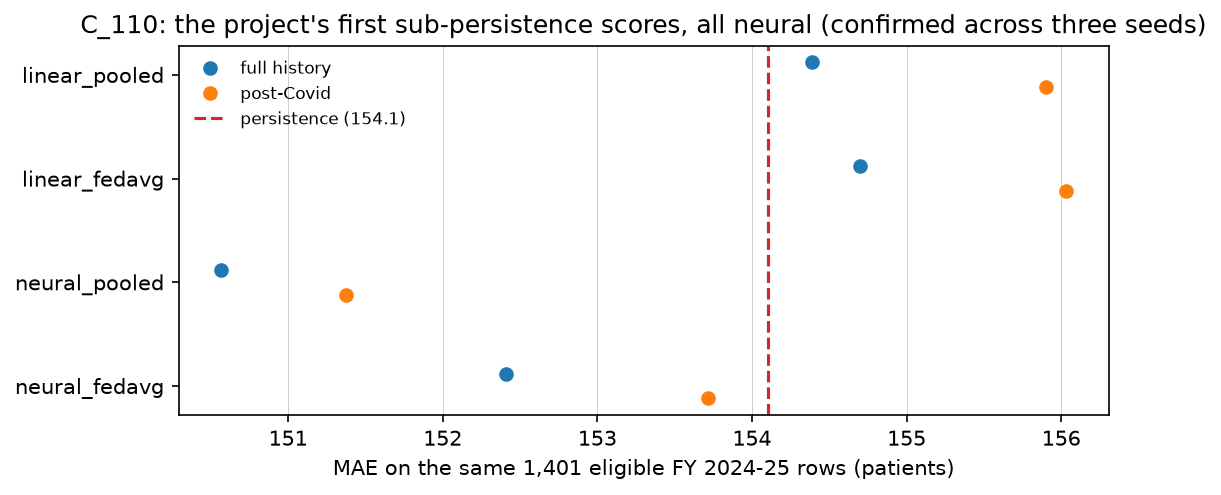 C_110: the project's first sub-persistence scores, all neural (confirmed across three seeds)
full history
post-Covid
persistence (154.1)
linear_pooled
linear_fedavg
neural_pooled
neural_fedavg
151 152 153 154 155 156
MAE on the same 1,401 eligible FY 2024-25 rows (patients)